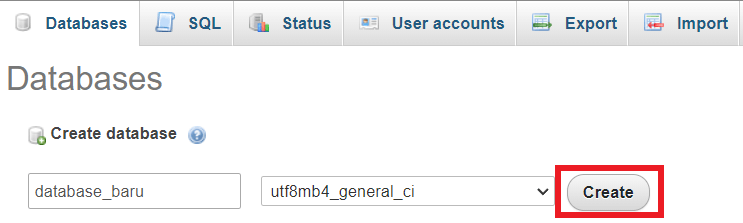 Databases SQL Status User accounts Export Import
Databases
Create database
database_baru utf8mb4_general_ci Create